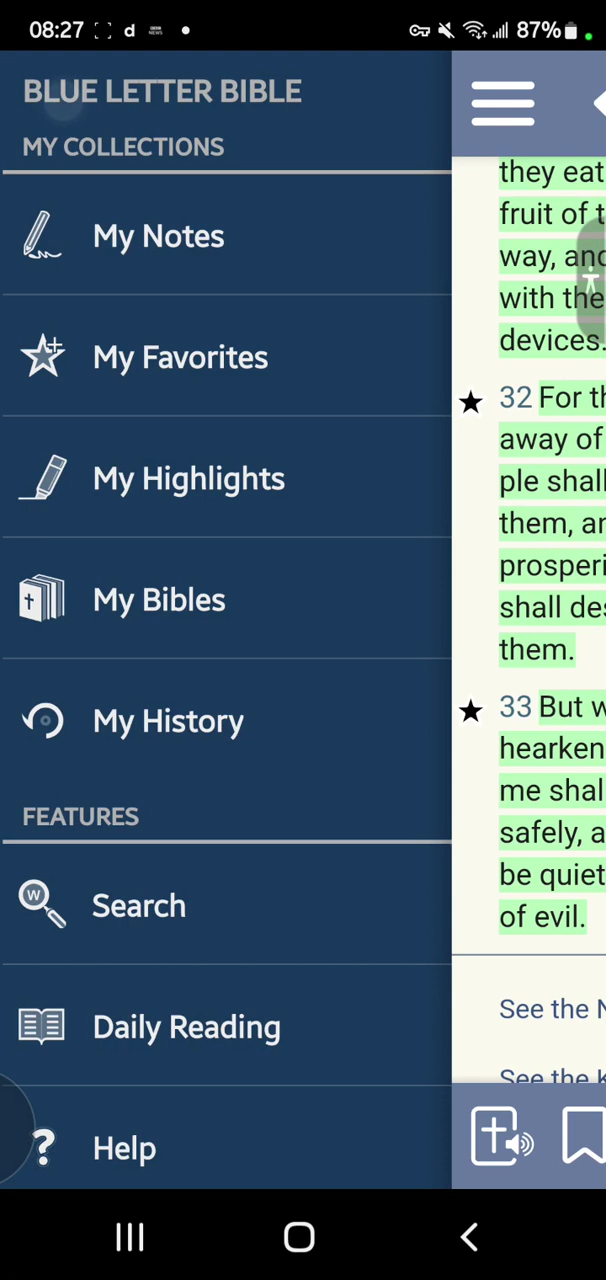 08:27
d
87%
BLUE LETTER BIBLE
MY COLLECTIONS
My Notes
My Favorites
My Highlights
My Bibles
My History
FEATURES
W
Search
Daily Reading
? Help
they eat
fruit of t
way, and
with the
devices.
32 For th
away of
ple shall
them, an
prosperi
shall des
them.
33 But w
hearken
me shal
safely, a
be quiet
of evil.
See the N
See the K